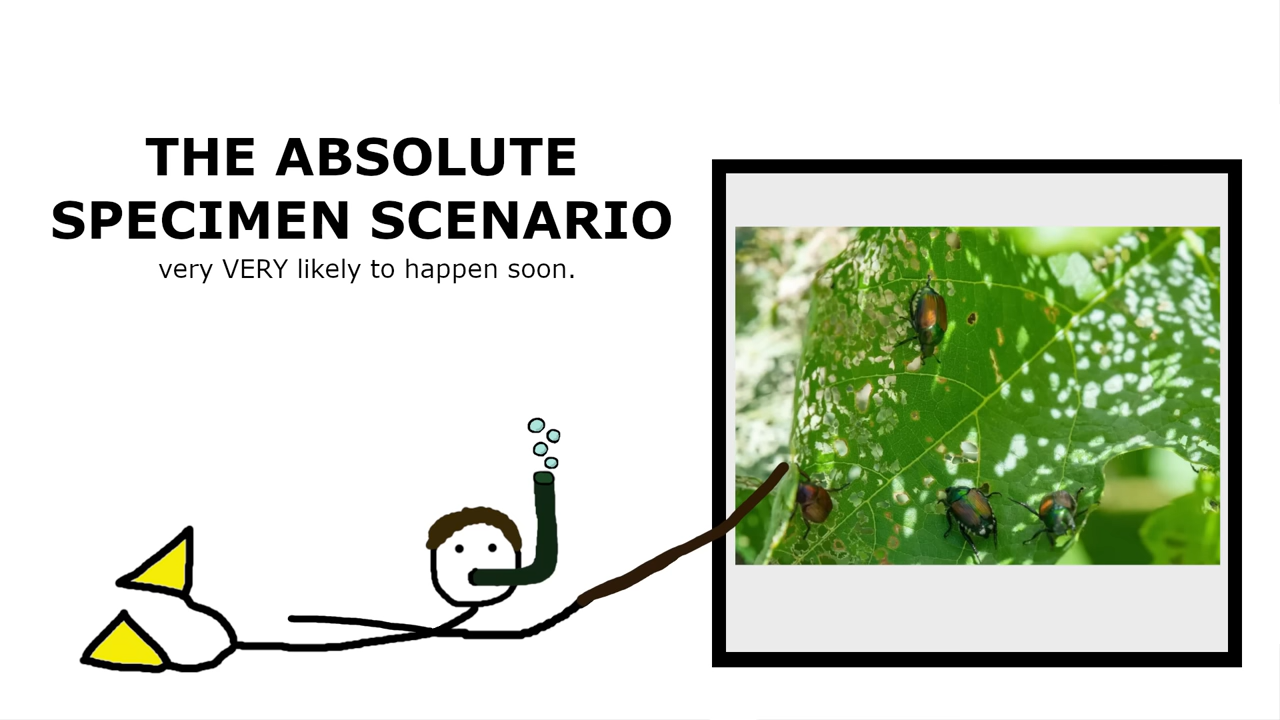 THE ABSOLUTE
SPECIMEN SCENARIO
very VERY likely to happen soon.